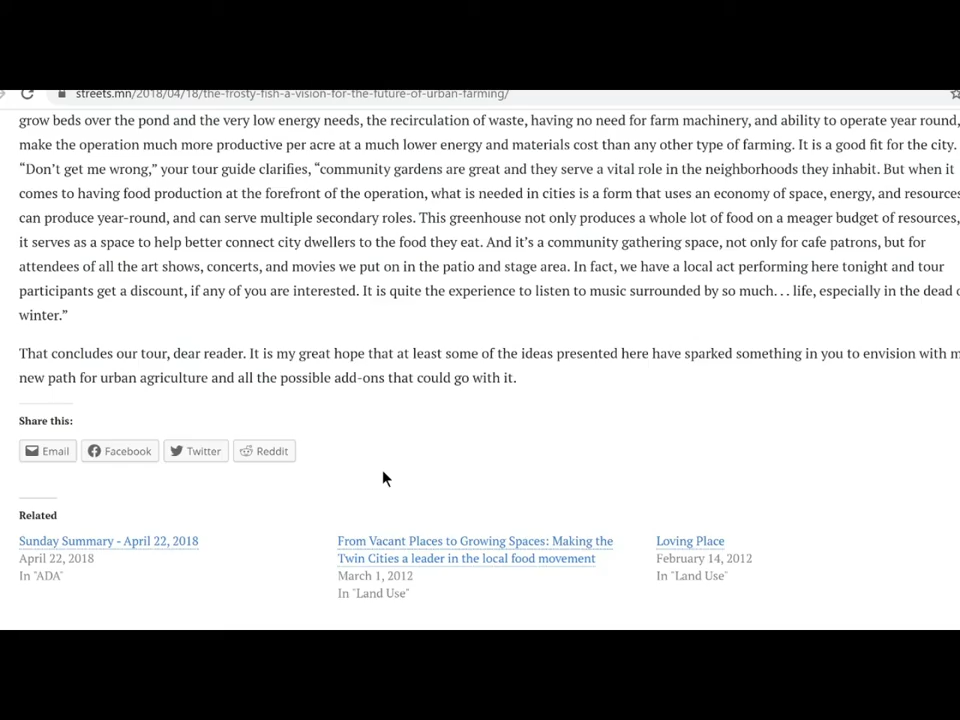 streets.mn/2018/04/18/the-frosty-fish-a-vision-for-the-future-of-urban-farming/
grow beds over the pond and the very low energy needs, the recirculation of waste, having no need for farm machinery, and ability to operate year round,
make the operation much more productive per acre at a much lower energy and materials cost than any other type of farming. It is a good fit for the city.
“Don’t get me wrong,” your tour guide clarifies, “community gardens are great and they serve a vital role in the neighborhoods they inhabit. But when it
comes to having food production at the forefront of the operation, what is needed in cities is a form that uses an economy of space, energy, and resources
can produce year-round, and can serve multiple secondary roles. This greenhouse not only produces a whole lot of food on a meager budget of resources,
it serves as a space to help better connect city dwellers to the food they eat. And it’s a community gathering space, not only for cafe patrons, but for
attendees of all the art shows, concerts, and movies we put on in the patio and stage area. In fact, we have a local act performing here tonight and tour
participants get a discount, if any of you are interested. It is quite the experience to listen to music surrounded by so much. . . life, especially in the dead
winter.”
That concludes our tour, dear reader. It is my great hope that at least some of the ideas presented here have sparked something in you to envision with
new path for urban agriculture and all the possible add-ons that could go with it.
Share this:
Email Facebook Twitter Reddit
Related
Sunday Summary - April 22, 2018
April 22, 2018
In "ADA"
From Vacant Places to Growing Spaces: Making the
Twin Cities a leader in the local food movement
March 1, 2012
In "Land Use"
Loving Place
February 14, 2012
In "Land Use"